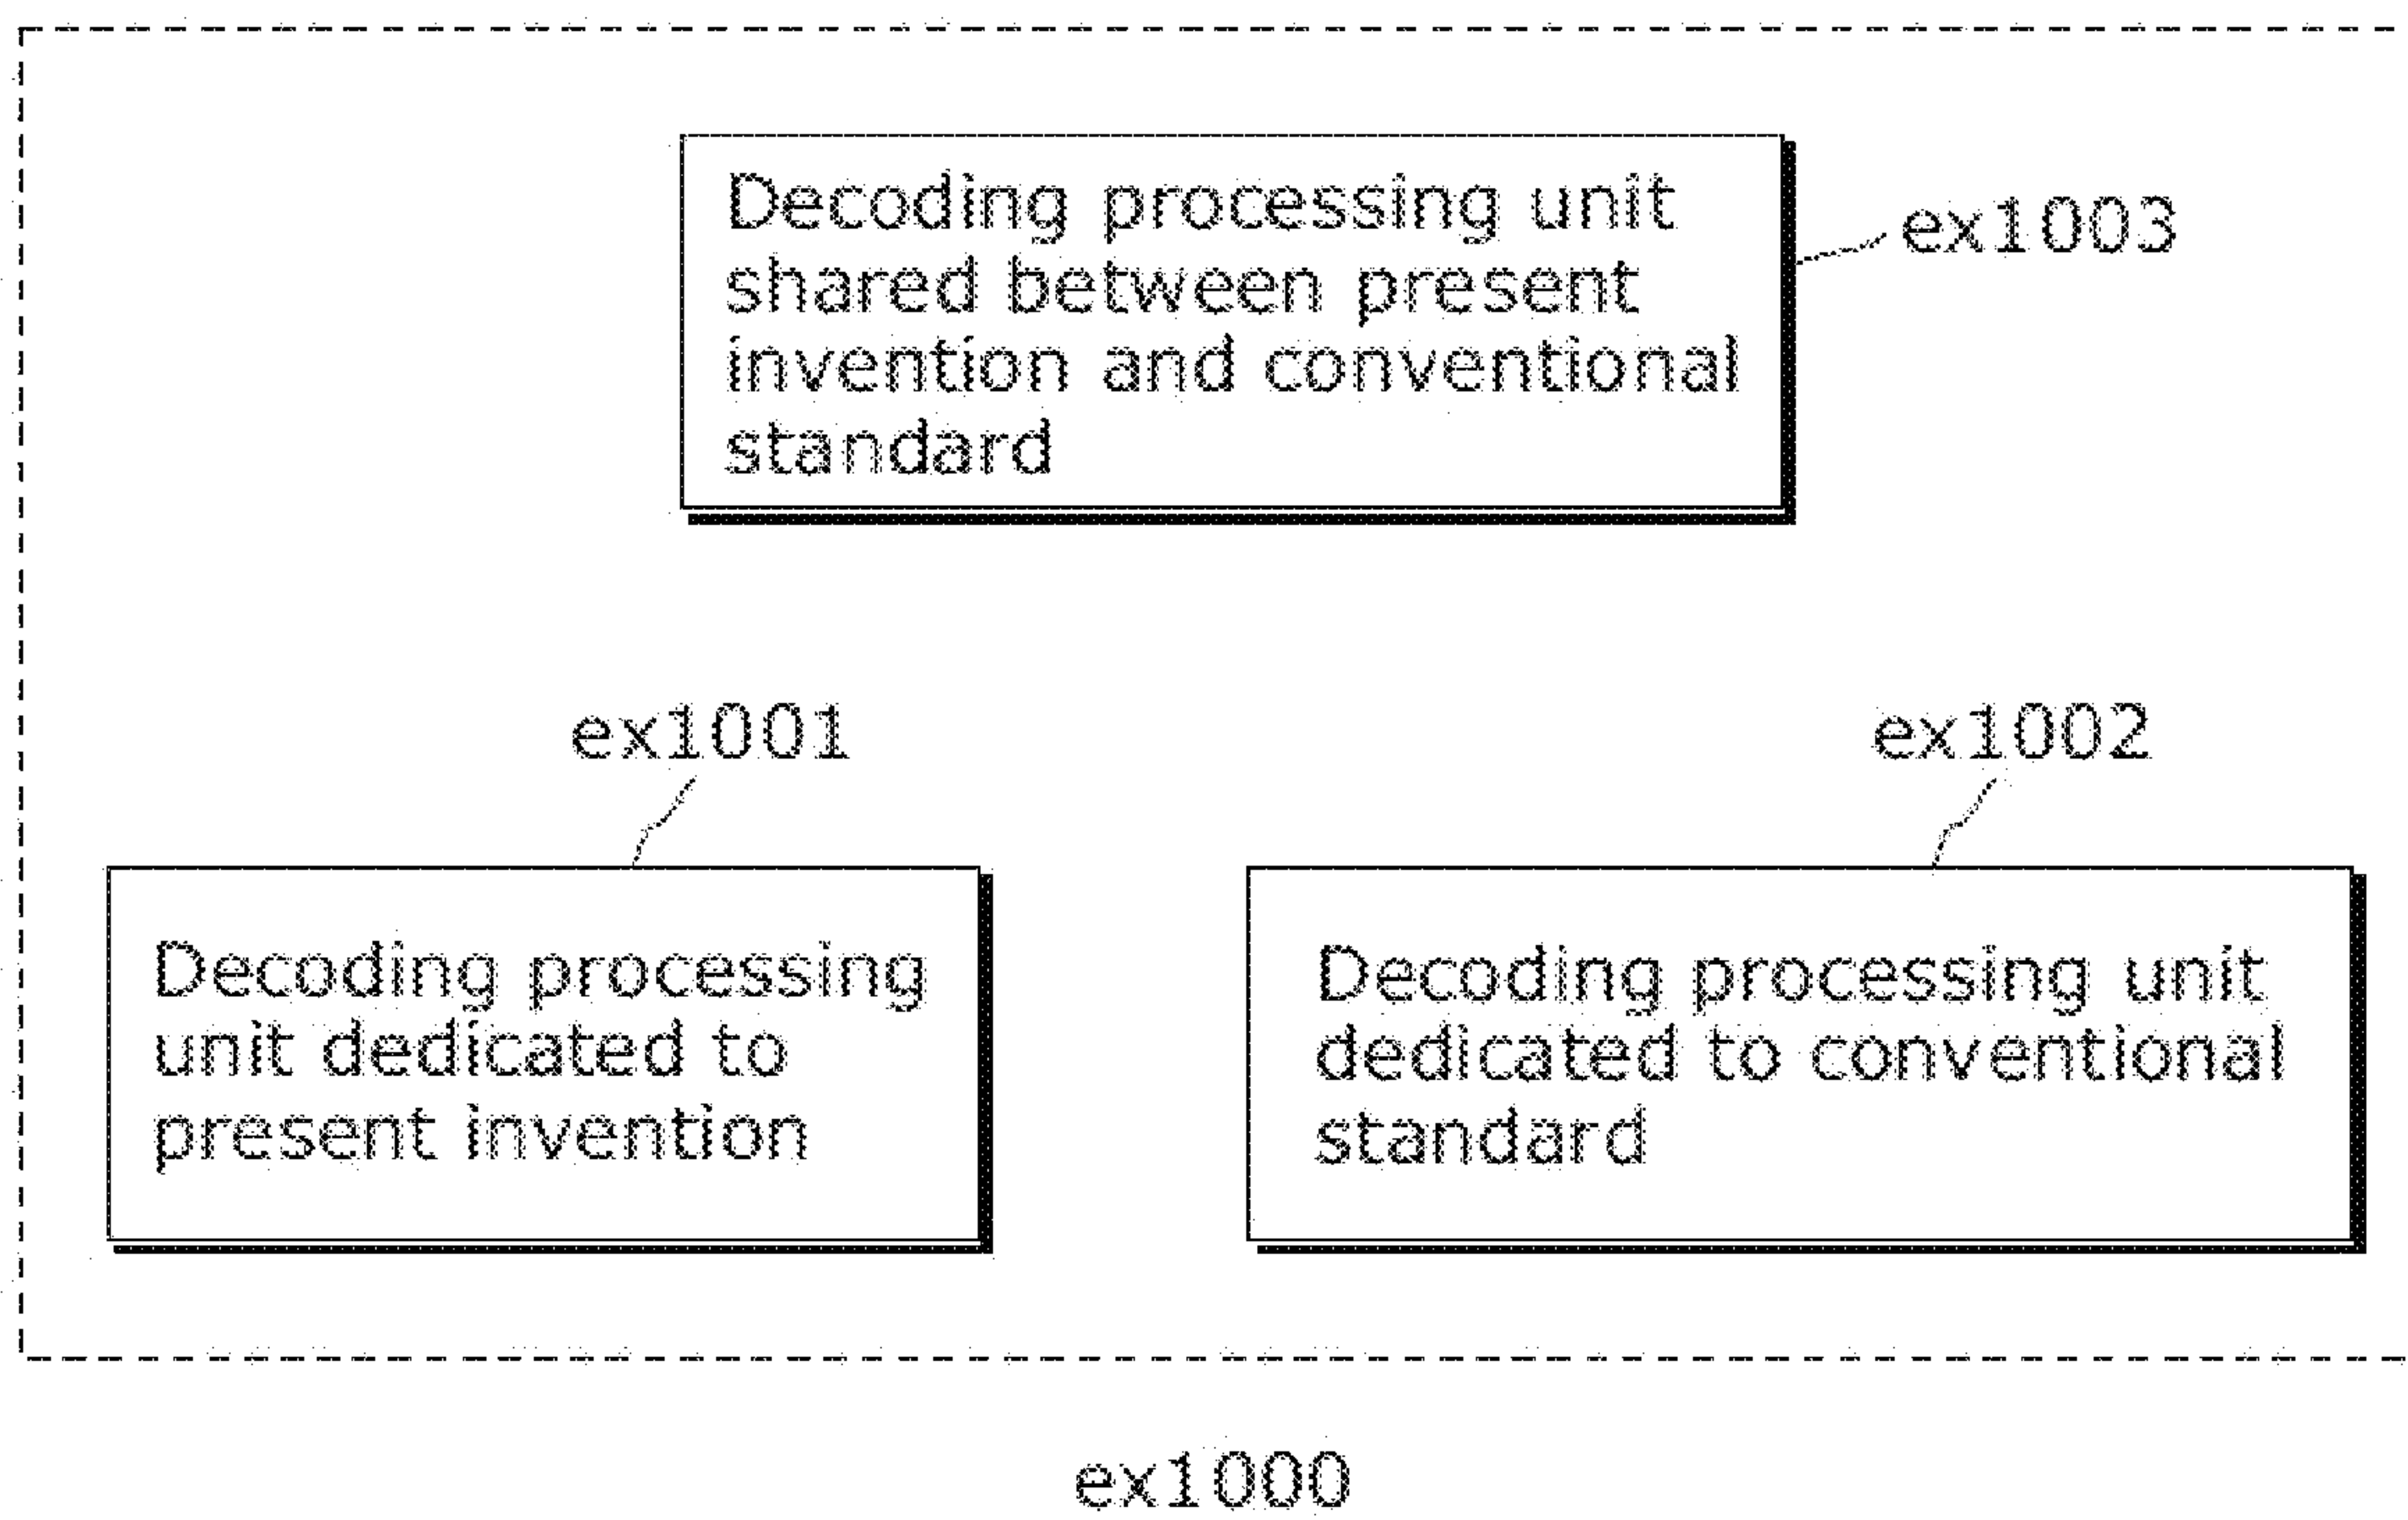 Decoding processing unit
shared between present
invention and conventional
standard
ex1003
ex1001
ex1002
Decoding processing
unit dedicated to
present invention
Decoding processing unit
dedicated to conventional
standard
ex1000